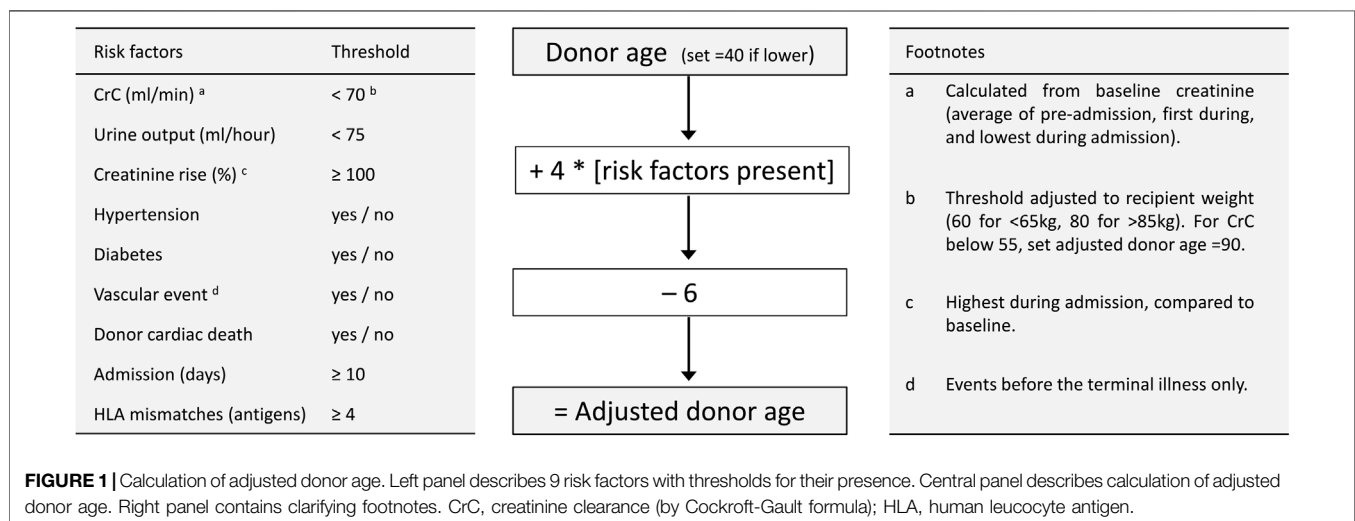 Risk factors Threshold
CrC (ml/min) a < 70 b
Urine output (ml/hour) < 75
Creatinine rise (%) c ≥ 100
Hypertension yes / no
Diabetes yes / no
Vascular event d yes / no
Donor cardiac death yes / no
Admission (days) ≥ 10
HLA mismatches (antigens) ≥ 4
Donor age (set =40 if lower)
+ 4 * [risk factors present]
– 6
= Adjusted donor age
Footnotes
a Calculated from baseline creatinine
(average of pre-admission, first during,
and lowest during admission).
b Threshold adjusted to recipient weight
(60 for <65kg, 80 for >85kg). For CrC
below 55, set adjusted donor age =90.
c Highest during admission, compared to
baseline.
d Events before the terminal illness only.
FIGURE 1 | Calculation of adjusted donor age. Left panel describes 9 risk factors with thresholds for their presence. Central panel describes calculation of adjusted
donor age. Right panel contains clarifying footnotes. CrC, creatinine clearance (by Cockroft-Gault formula); HLA, human leucocyte antigen.